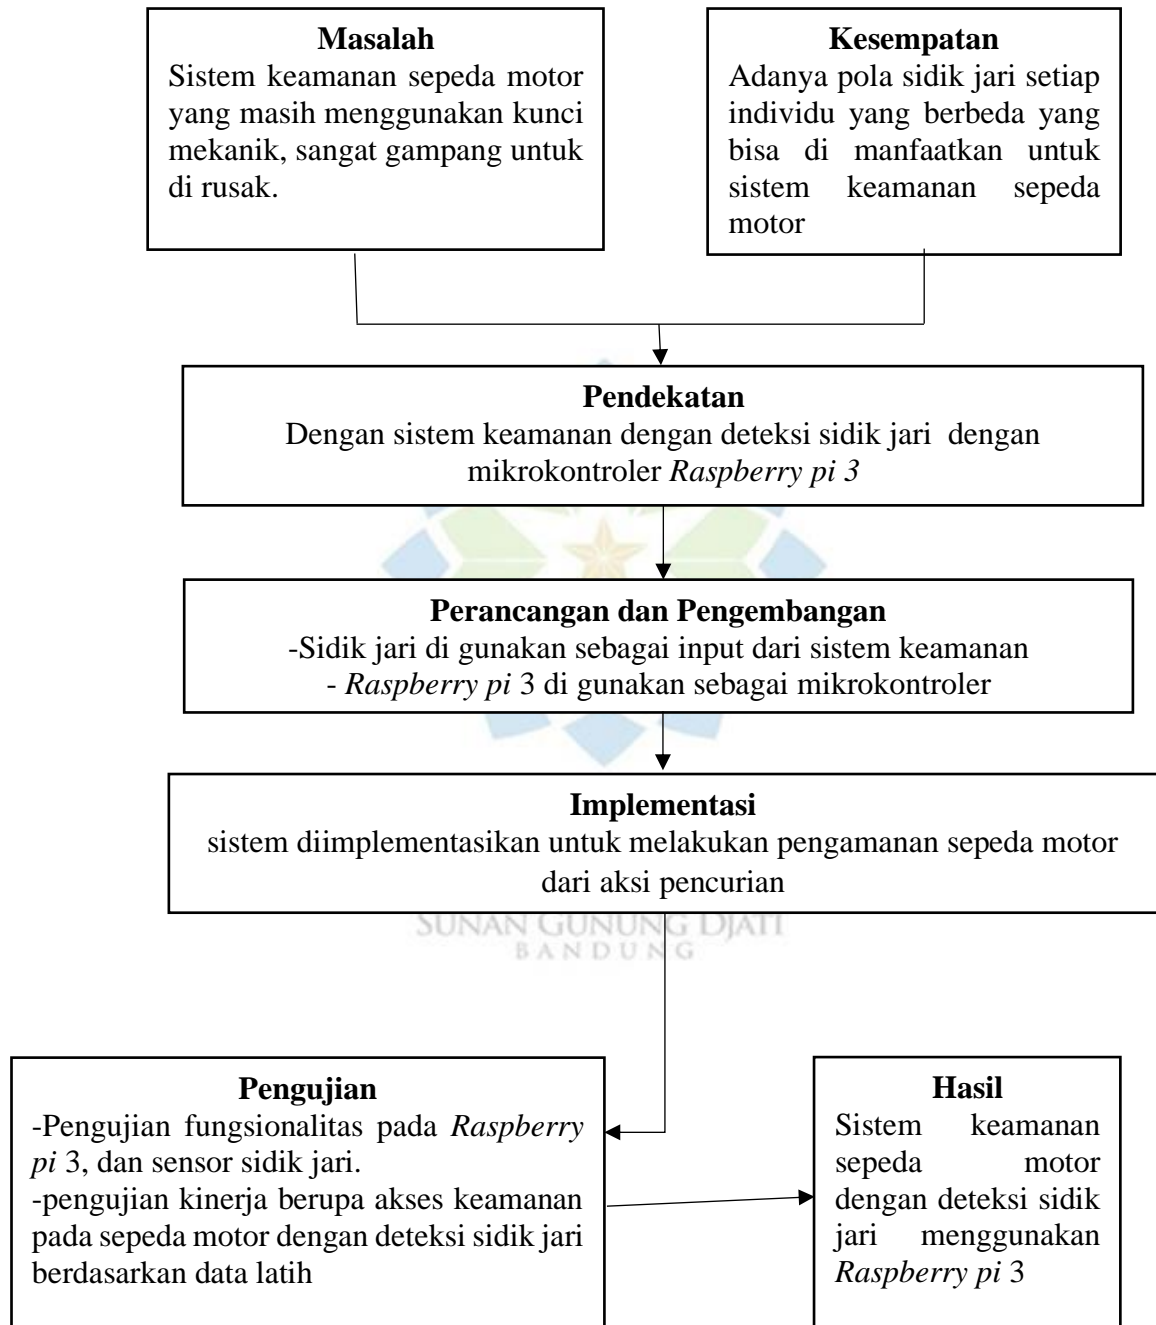 Masalah
Sistem keamanan sepeda motor
yang masih menggunakan kunci
mekanik, sangat gampang untuk
di rusak.
Kesempatan
Adanya pola sidik jari setiap
individu yang berbeda yang
bisa di manfaatkan untuk
sistem keamanan sepeda
motor
Pendekatan
Dengan sistem keamanan dengan deteksi sidik jari dengan
mikrokontroler Raspberry pi 3
Perancangan dan Pengembangan
-Sidik jari di gunakan sebagai input dari sistem keamanan
- Raspberry pi 3 di gunakan sebagai mikrokontroler
Implementasi
sistem diimplementasikan untuk melakukan pengamanan sepeda motor
dari aksi pencurian
SUNAN GUNUNG DJATI
BANDUNG
Pengujian
-Pengujian fungsionalitas pada Raspberry
pi 3, dan sensor sidik jari.
-pengujian kinerja berupa akses keamanan
pada sepeda motor dengan deteksi sidik jari
berdasarkan data latih
Hasil
Sistem keamanan
sepeda motor
dengan deteksi sidik
jari menggunakan
Raspberry pi 3